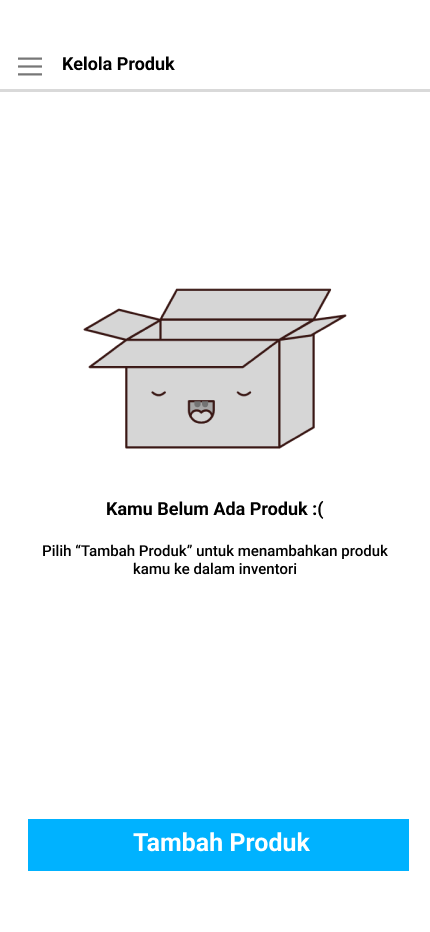 Kelola Produk
Kamu Belum Ada Produk :(
Pilih “Tambah Produk” untuk menambahkan produk
kamu ke dalam inventori
Tambah Produk